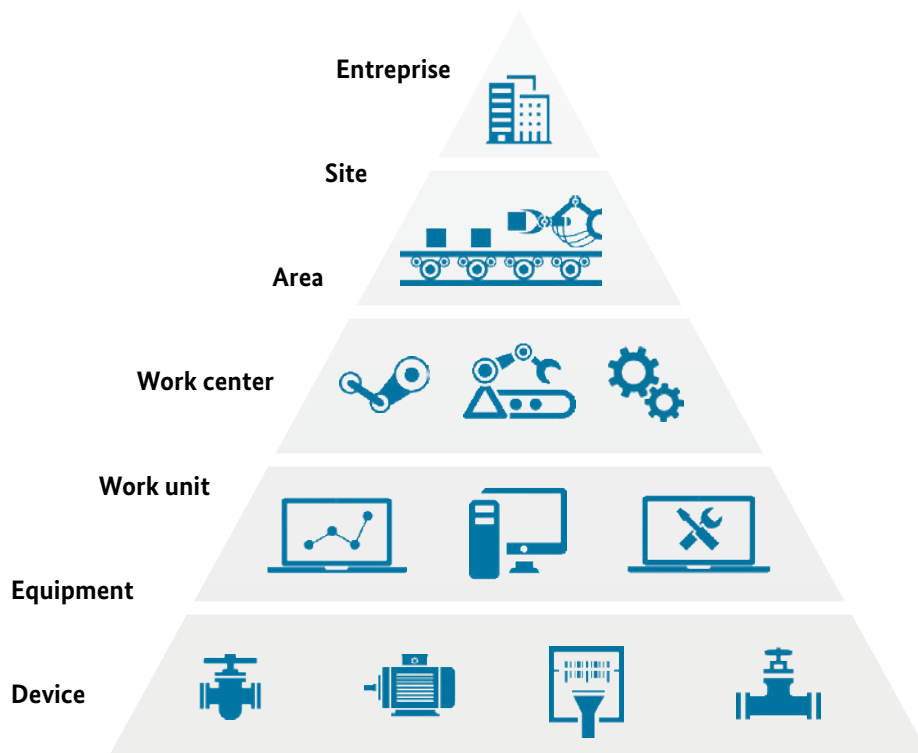 Entreprise
Site
Area
Work center
Work unit
Equipment
Device